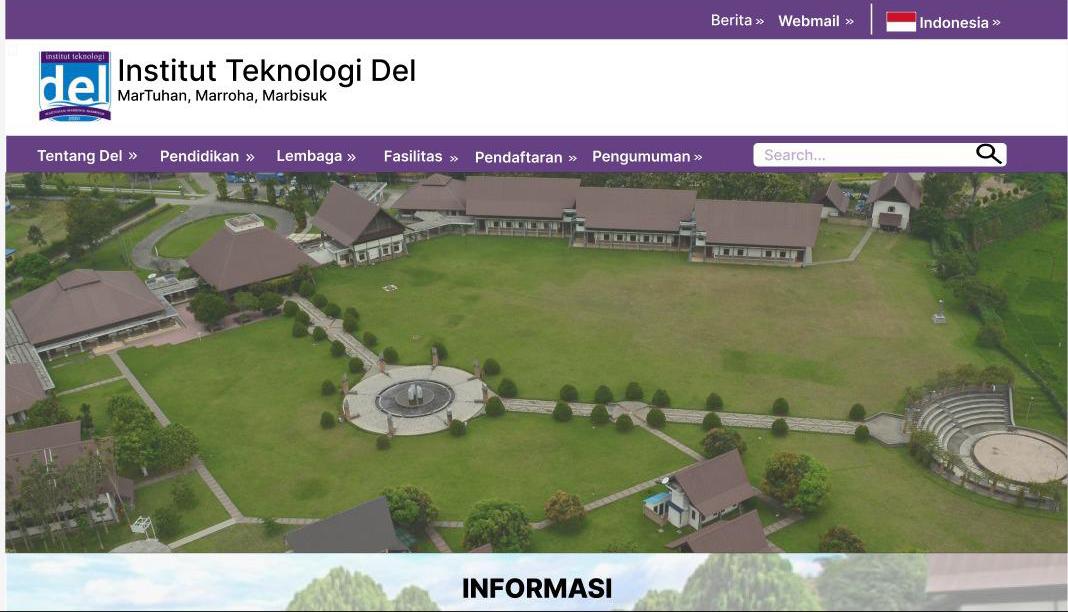 Berita » Webmail » Indonesia »
institut teknologi
del
Institut Teknologi Del
MarTuhan, Marroha, Marbisuk
Tentang Del » Pendidikan » Lembaga » Fasilitas » Pendaftaran » Pengumuman » Search...
INFORMASI